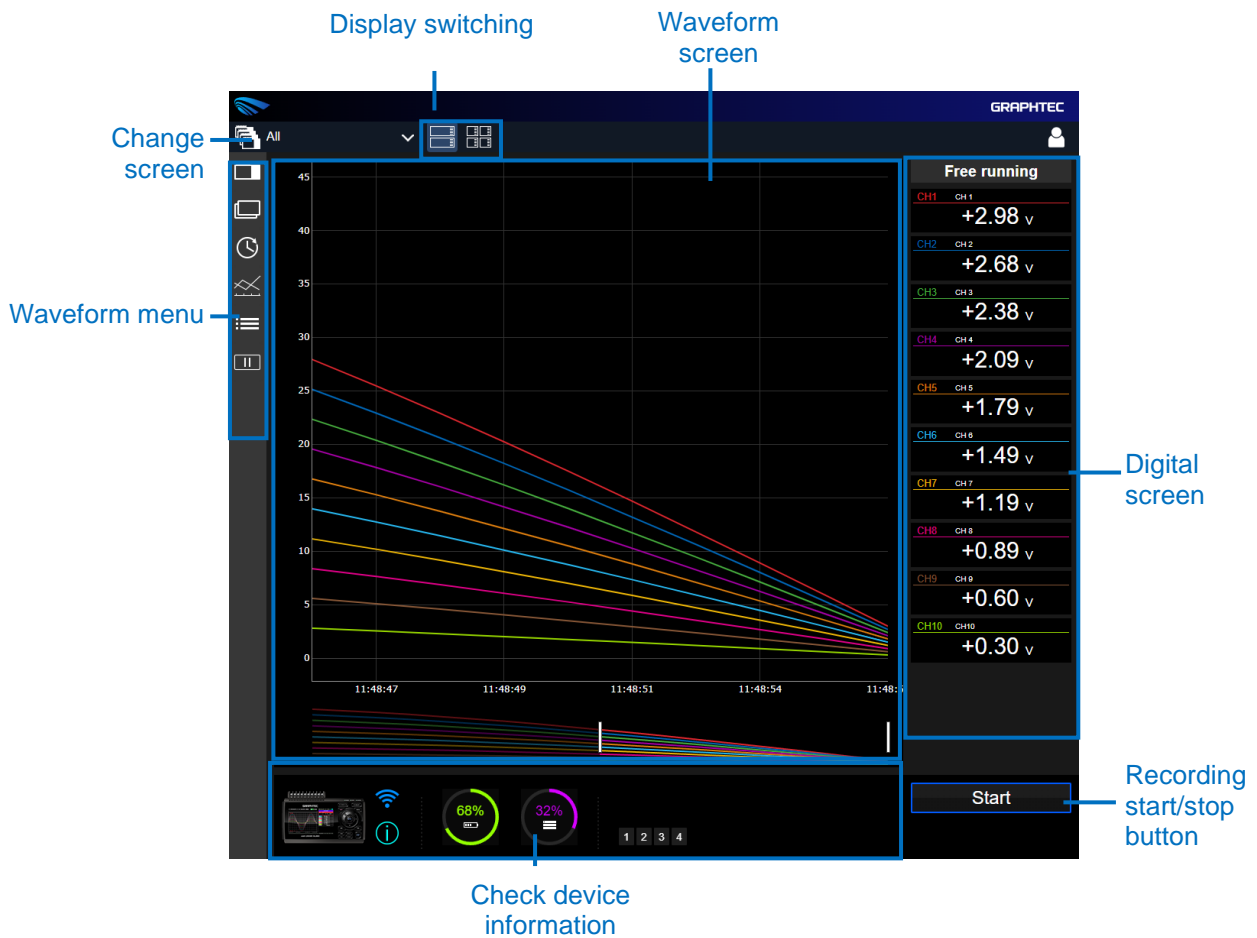 Display switching
Waveform
screen
GRAPHTEC
Change
screen
All
Waveform menu
45
40
35
30
25
20
15
10
5
0
11:48:47
11:48:49
11:48:51
11:48:54
Free running
CH1 CH 1
+2.98 V
CH2 CH 2
+2.68 V
CH3 CH 3
+2.38 V
CH4 CH 4
+2.09 V
CH5 CH 5
+1.79 V
CH6 CH 6
+1.49 V
CH7 CH 7
+1.19 V
CH8 CH 8
+0.89 V
CH9 CH 9
+0.60 V
CH10 CH10
+0.30 V
Digital
screen
68%
32%
1 2 3 4
Start
Recording
start/stop
button
Check device
information